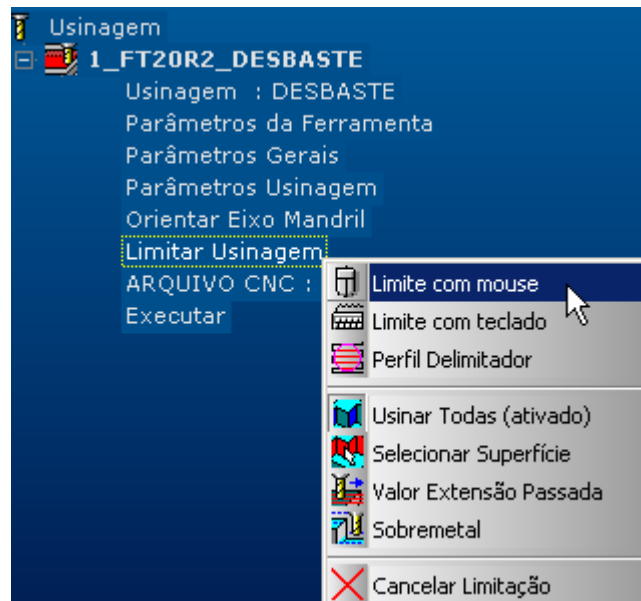 Usinagem
1_FT20R2_DESBASTE
Usinagem : DESBASTE
Parâmetros da Ferramenta
Parâmetros Gerais
Parâmetros Usinagem
Orientar Eixo Mandril
Limitar Usinagem
ARQUIVO CNC :
Executar
Limite com mouse
Limite com teclado
Perfil Delimitador
Usinar Todas (ativado)
Selecionar Superfície
Valor Extensão Passada
Sobremetal
Cancelar Limitação